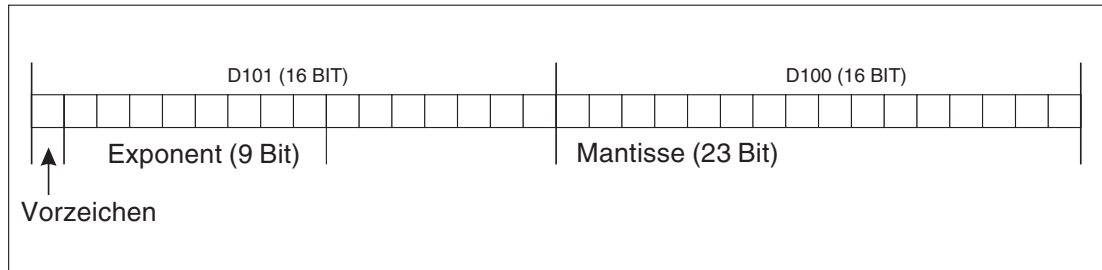 D101 (16 BIT) D100 (16 BIT)
Exponent (9 Bit) Mantisse (23 Bit)
Vorzeichen